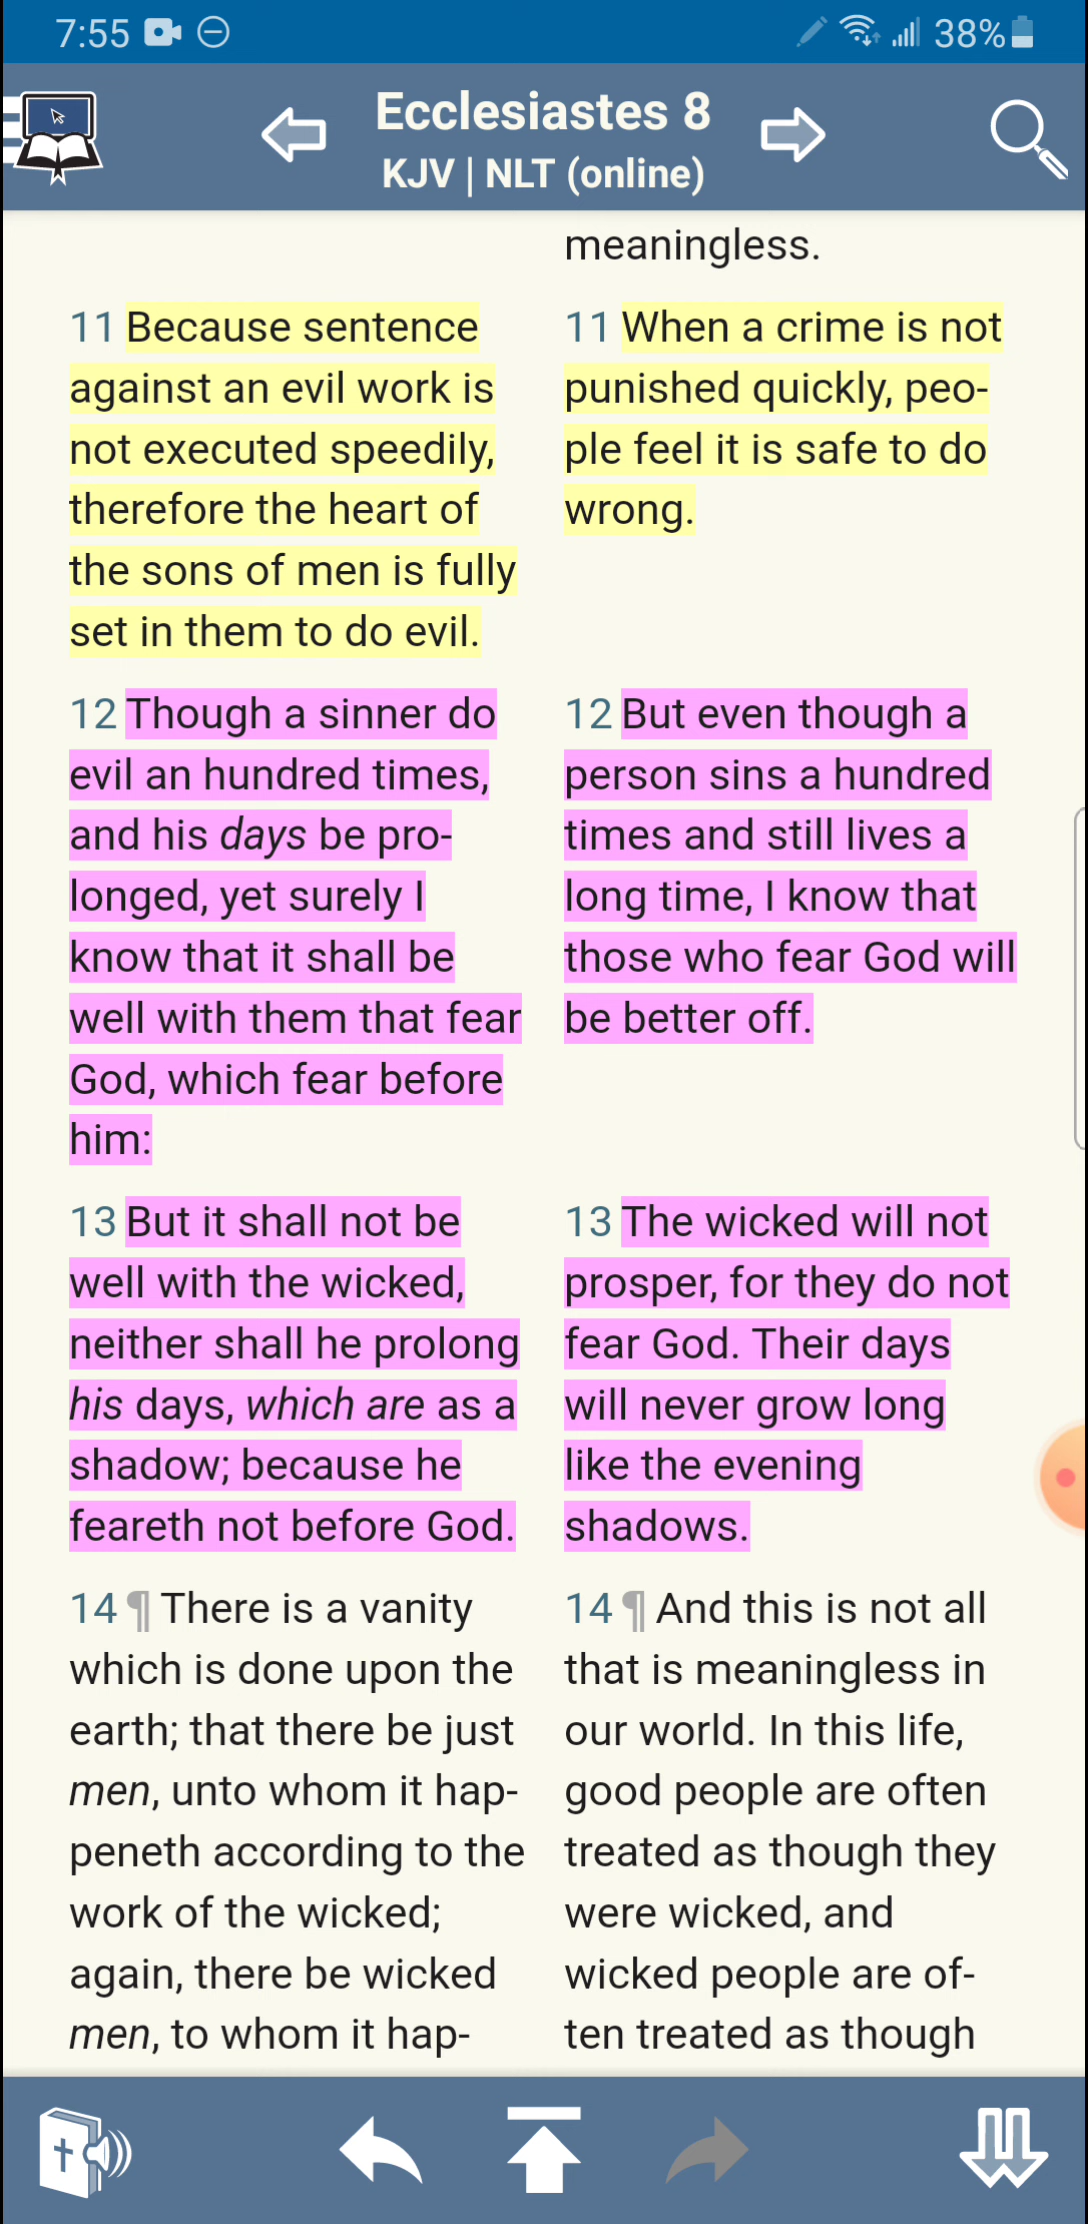 7:55
38%
Ecclesiastes 8
KJV | NLT (online)
meaningless.
11 Because sentence
against an evil work is
not executed speedily,
therefore the heart of
the sons of men is fully
set in them to do evil.
11 When a crime is not
punished quickly, peo-
ple feel it is safe to do
wrong.
12 Though a sinner do
evil an hundred times,
and his days be pro-
longed, yet surely I
know that it shall be
well with them that fear
God, which fear before
him:
12 But even though a
person sins a hundred
times and still lives a
long time, I know that
those who fear God will
be better off.
13 But it shall not be
well with the wicked,
neither shall he prolong
his days, which are as a
shadow; because he
feareth not before God.
13 The wicked will not
prosper, for they do not
fear God. Their days
will never grow long
like the evening
shadows.
14 ¶ There is a vanity
which is done upon the
earth; that there be just
men, unto whom it hap-
peneth according to the
work of the wicked;
again, there be wicked
men, to whom it hap-
14 ¶ And this is not all
that is meaningless in
our world. In this life,
good people are often
treated as though they
were wicked, and
wicked people are of-
ten treated as though